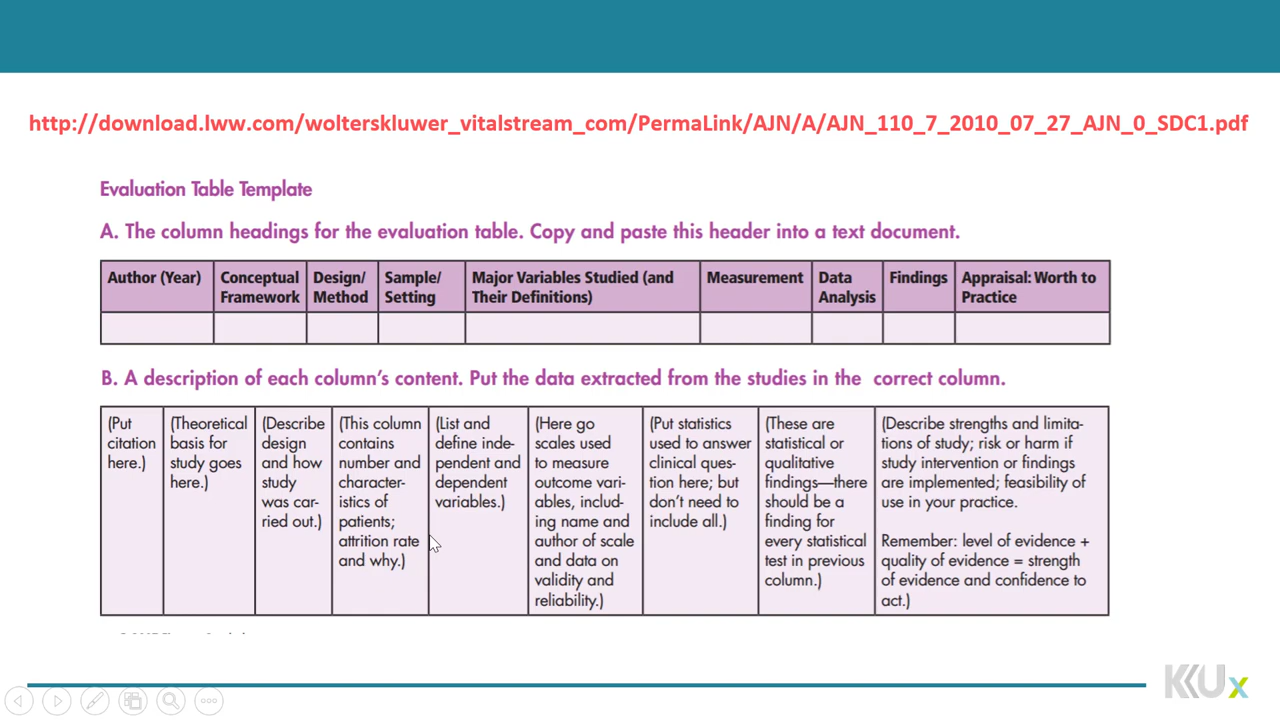 http://download.lww.com/wolterskluwer_vitalstream_com/PermaLink/AJN/A/AJN_110_7_2010_07_27_AJN_0_SDC1.pdf
Evaluation Table Template
A. The column headings for the evaluation table. Copy and paste this header into a text document.
Author (Year)
Conceptual
Framework
Design/
Method
Sample/
Setting
Major Variables Studied (and
Their Definitions)
Measurement
Data
Analysis
Findings
Appraisal: Worth to
Practice
B. A description of each column's content. Put the data extracted from the studies in the correct column.
(Put
citation
here.)
(Theoretical
basis for
study goes
here.)
(Describe
design
and how
study
was car-
ried out.)
(This column
contains
number and
character-
istics of
patients;
attrition rate
and why.)
(List and
define inde-
pendent and
dependent
variables.)
(Here go
scales used
to measure
outcome vari-
ables, includ-
ing name and
author of scale
and data on
validity and
reliability.)
(Put statistics
used to answer
clinical ques-
tion here; but
don't need to
include all.)
(These are
statistical or
qualitative
findings—there
should be a
finding for
every statistical
test in previous
column.)
(Describe strengths and limita-
tions of study; risk or harm if
study intervention or findings
are implemented; feasibility of
use in your practice.
Remember: level of evidence +
quality of evidence = strength
of evidence and confidence to
act.)
KKUx